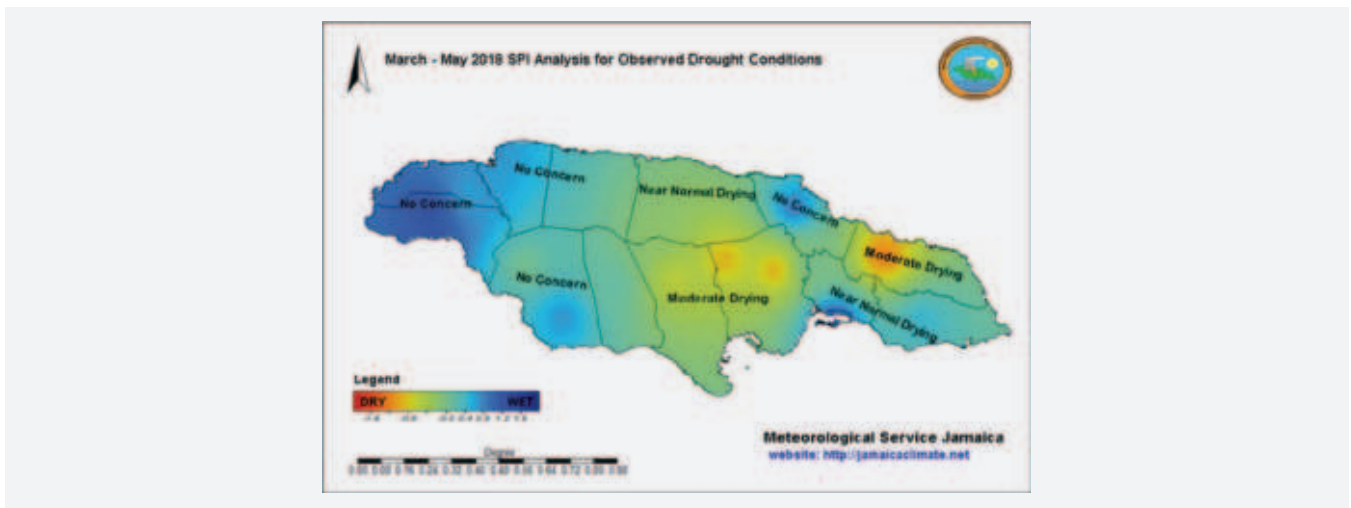 March - May 2018 SPI Analysis for Observed Drought Conditions
No Concern
No Concern
Near Normal Drying
No Concern
Moderate Drying
No Concern
Moderate Drying
Near Normal Drying
Legend
DRY WET
Degree
Meteorological Service Jamaica
website: http://jamaicaclimate.net